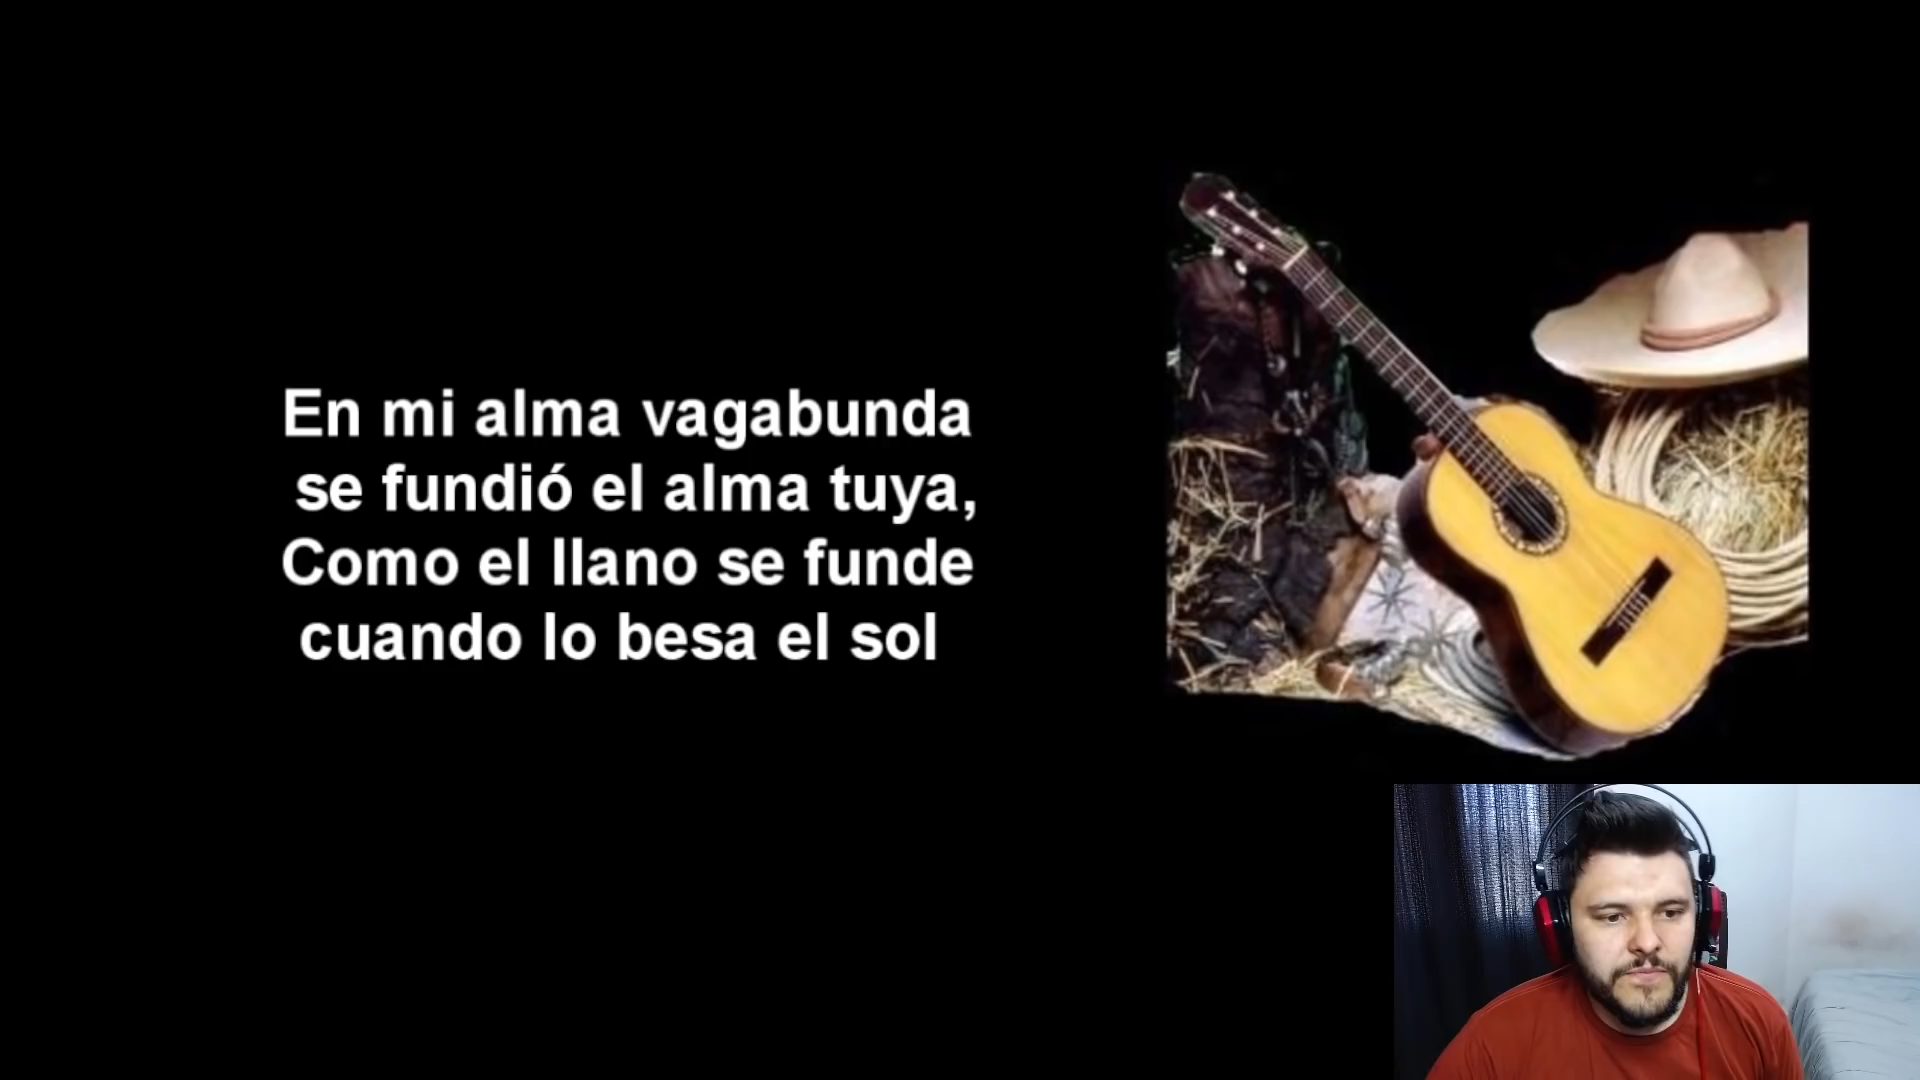 En mi alma vagabunda
se fundió el alma tuya,
Como el llano se funde
cuando lo besa el sol